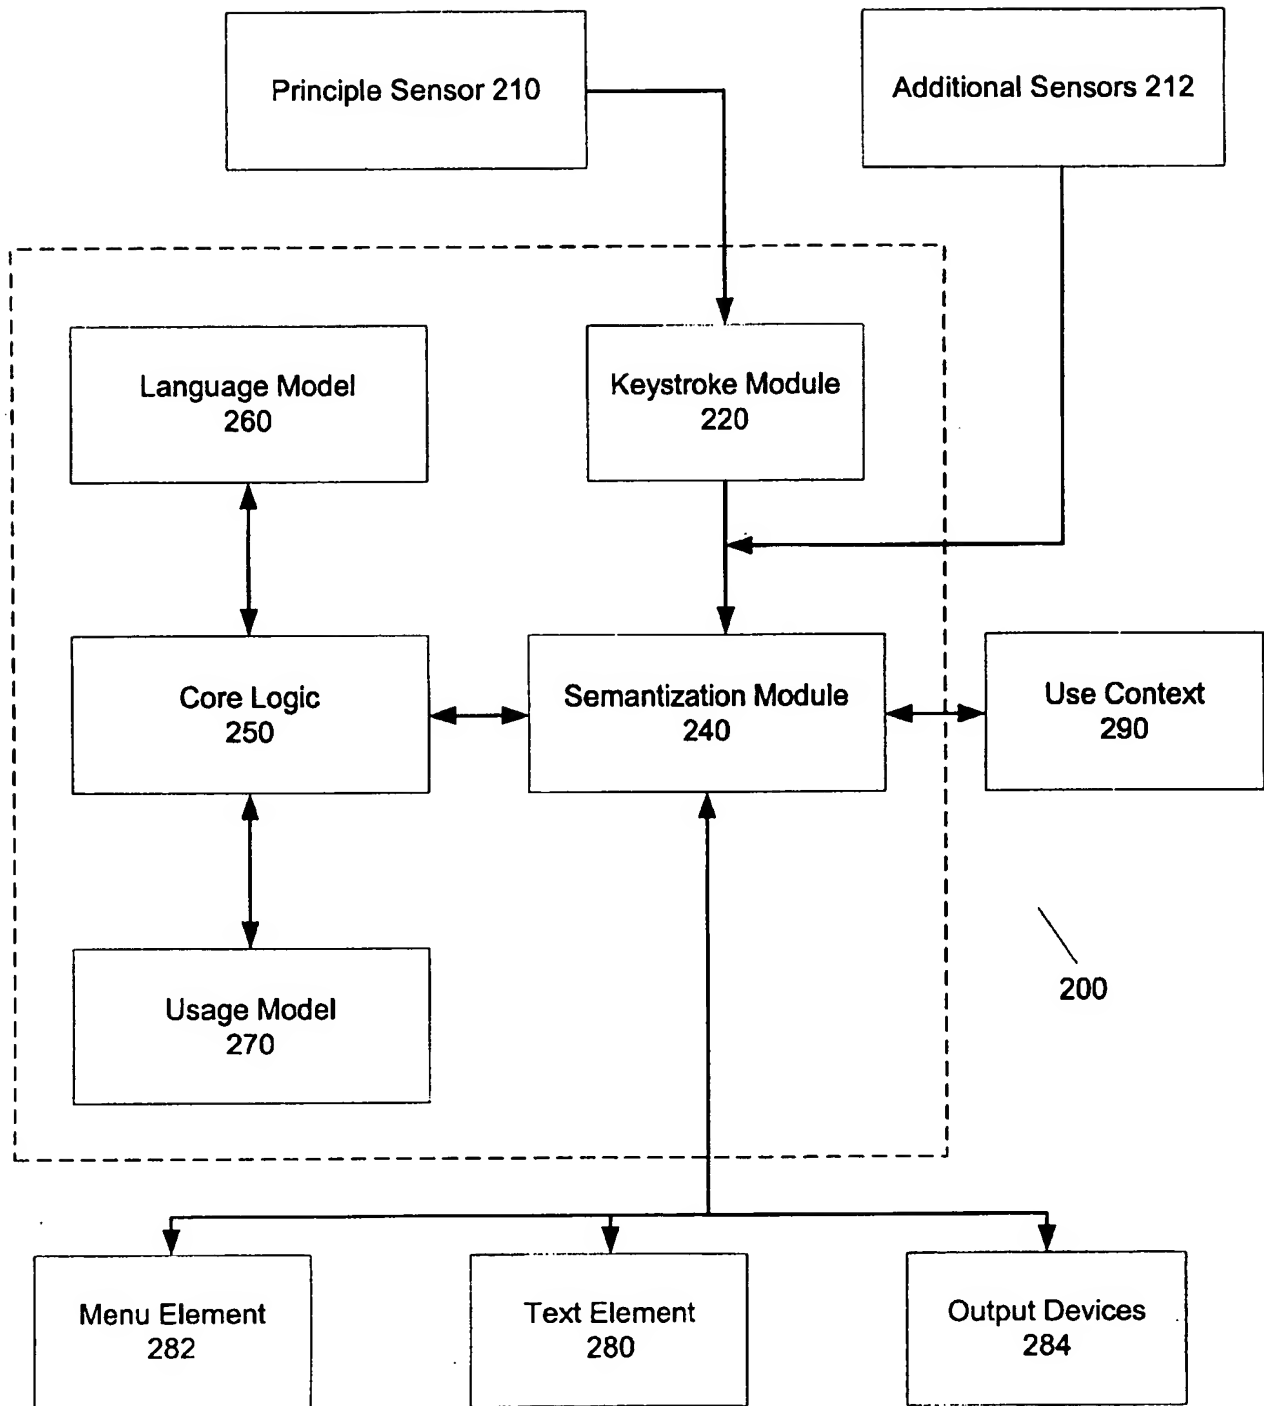 Principle Sensor 210
Additional Sensors 212
Language Model
260
Keystroke Module
220
Core Logic
250
Semantization Module
240
Use Context
290
Usage Model
270
200
Menu Element
282
Text Element
280
Output Devices
284